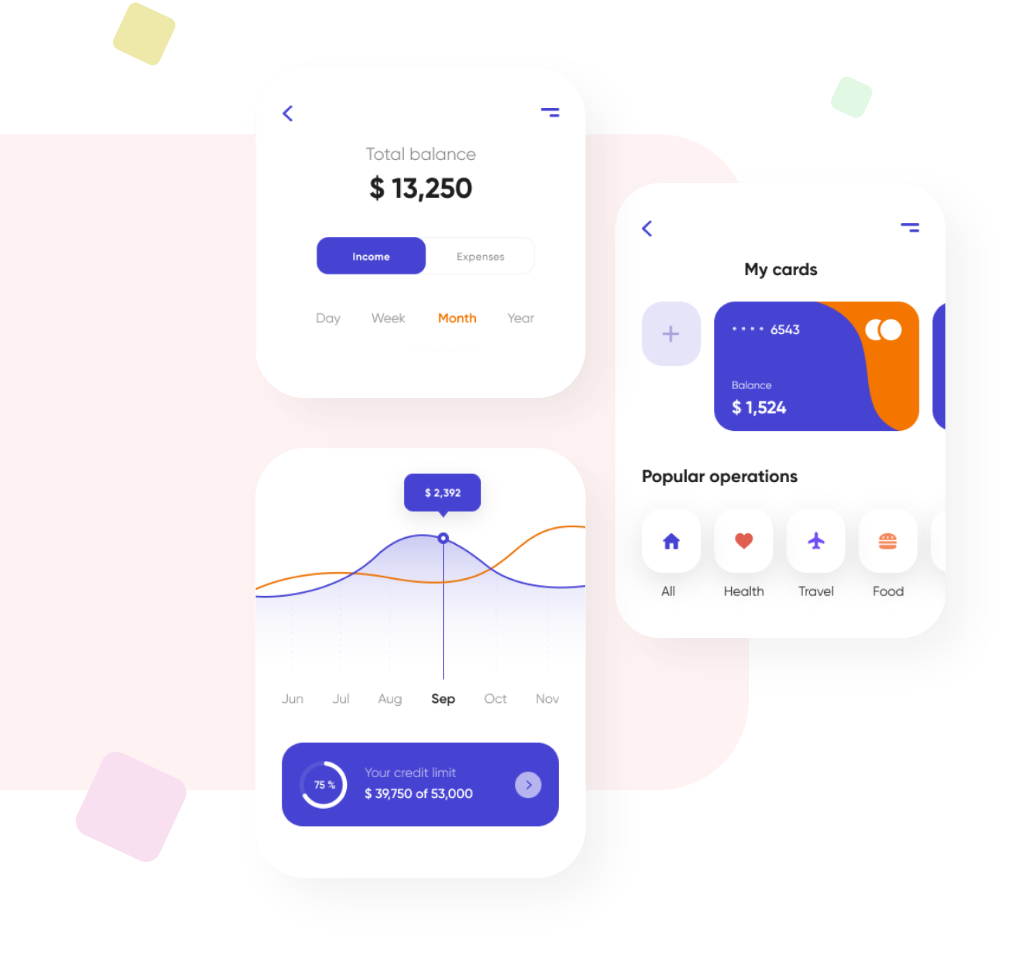 Total balance
$ 13,250
Income Expenses
Day Week Month Year
$ 2,392
Jun Jul Aug Sep Oct Nov
75 %
Your credit limit
$ 39,750 of 53,000
My cards
+
•••• 6543
Balance
$ 1,524
Popular operations
All Health Travel Food